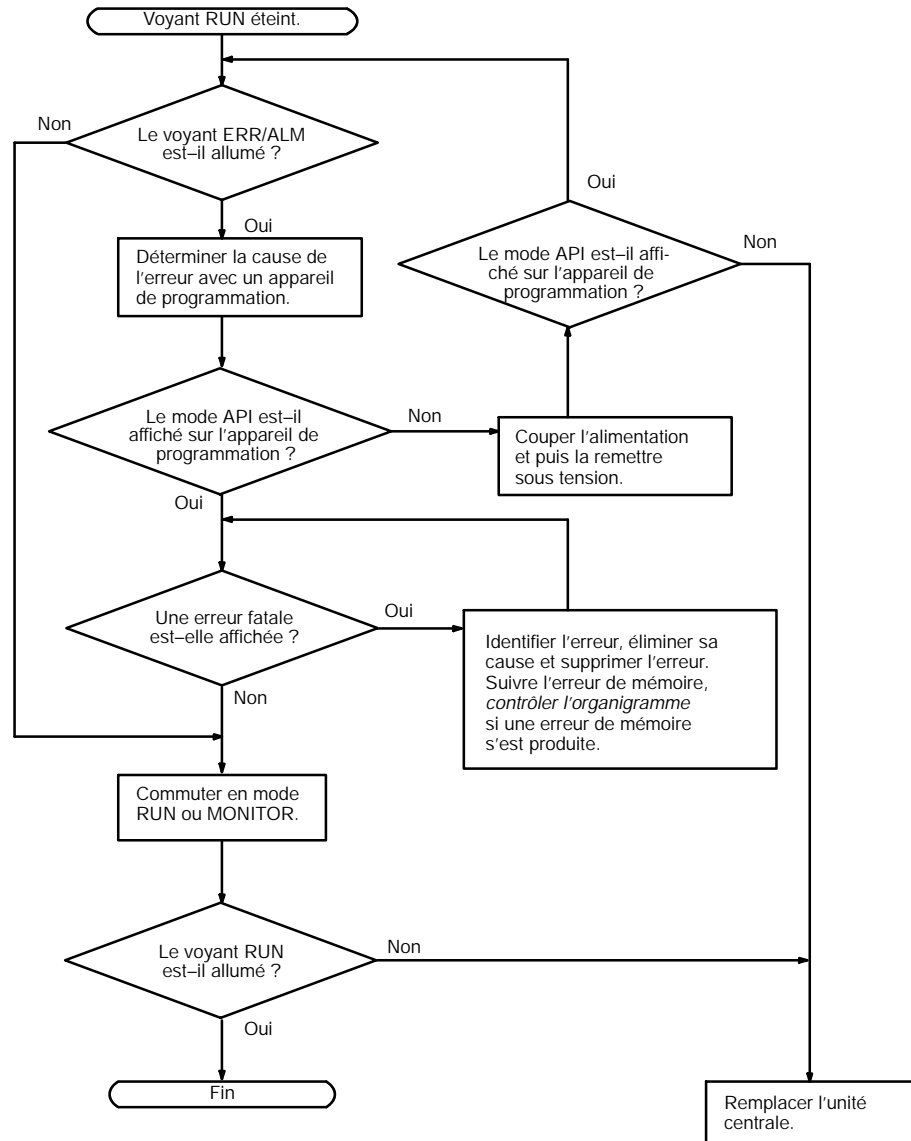 Voyant RUN éteint.
Non
Le voyant ERR/ALM
est–il allumé ?
Oui
Oui
Déterminer la cause de
l'erreur avec un appareil
de programmation.
Le mode API est–il affi-
ché sur l'appareil de
programmation ?
Non
Le mode API est–il
affiché sur l'appareil de
programmation ?
Non
Couper l'alimentation
et puis la remettre
sous tension.
Oui
Une erreur fatale
est–elle affichée ?
Oui
Identifier l'erreur, éliminer sa
cause et supprimer l'erreur.
Suivre l'erreur de mémoire,
contrôler l'organigramme
si une erreur de mémoire
s'est produite.
Non
Commuter en mode
RUN ou MONITOR.
Le voyant RUN
est–il allumé ?
Non
Oui
Fin
Remplacer l'unité
centrale.